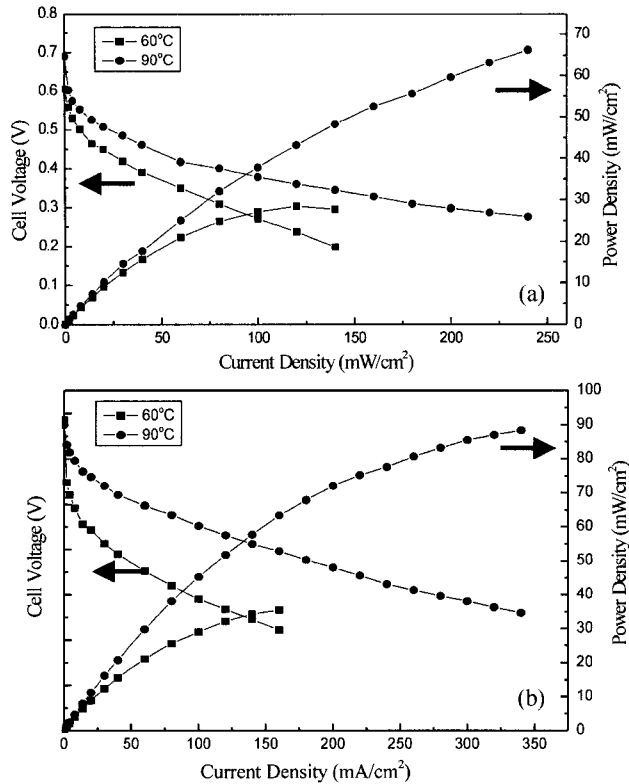 0.8
0.7
0.6
0.5
0.4
0.3
0.2
0.1
0.0
Cell Voltage (V)
60°C
90°C
70
60
50
40
30
20
10
0
Power Density (mW/cm²)
(a)
0 50 100 150 200 250
Current Density (mW/cm²)
Cell Voltage (V)
60°C
90°C
100
90
80
70
60
50
40
30
20
10
0
Power Density (mW/cm²)
(b)
0 50 100 150 200 250 300 350
Current Density (mA/cm²)